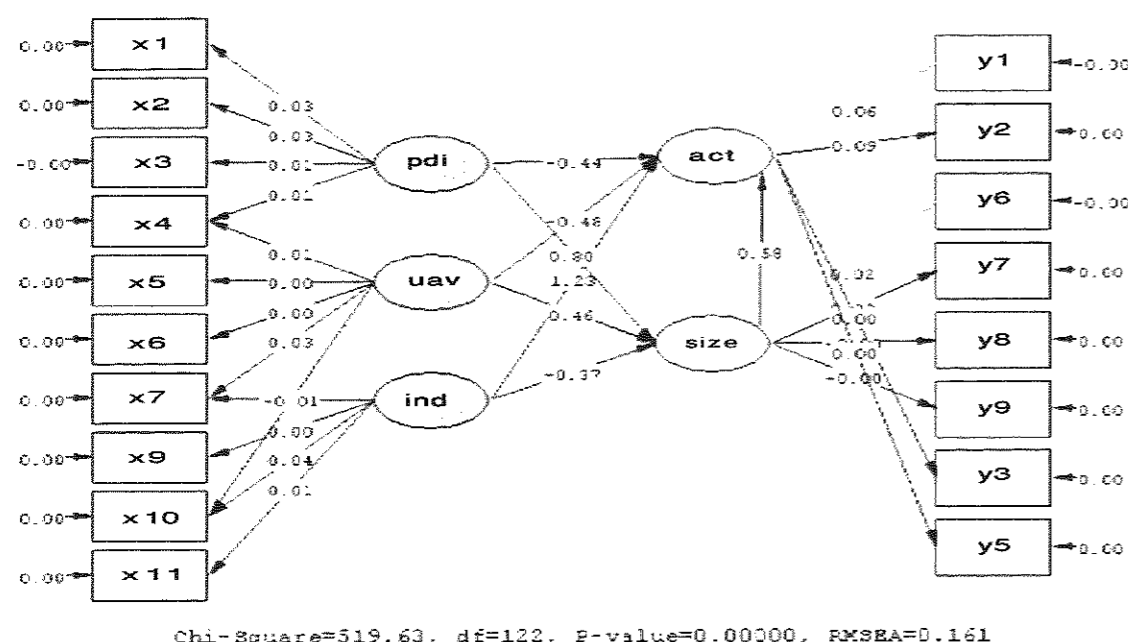 0.00 x1
0.00 x2
-0.00 x3
0.00 x4
0.00 x5
0.00 x6
0.00 x7
0.00 x9
0.00 x10
0.00 x11
0.03
0.03
0.01
0.01
0.01
0.00
0.00
0.03
-0.01
0.00
0.04
0.01
pdi
uav
ind
-0.44
-0.48
0.80
1.23
0.46
-0.37
act
0.58
size
0.06
0.09
0.02
0.00
0.00
-0.00
y1 -0.00
y2 0.00
y6 -0.00
y7 0.00
y8 0.00
y9 0.00
y3 0.00
y5 0.00
Chi-Square=519.63, df=122, P-value=0.00000, RMSEA=0.161